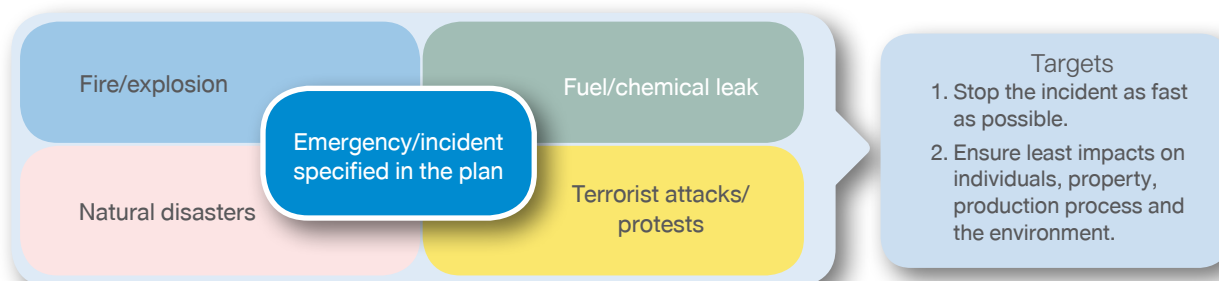 Fire/explosion
Fuel/chemical leak
Emergency/incident
specified in the plan
Natural disasters
Terrorist attacks/
protests
Targets
1. Stop the incident as fast
as possible.
2. Ensure least impacts on
individuals, property,
production process and
the environment.